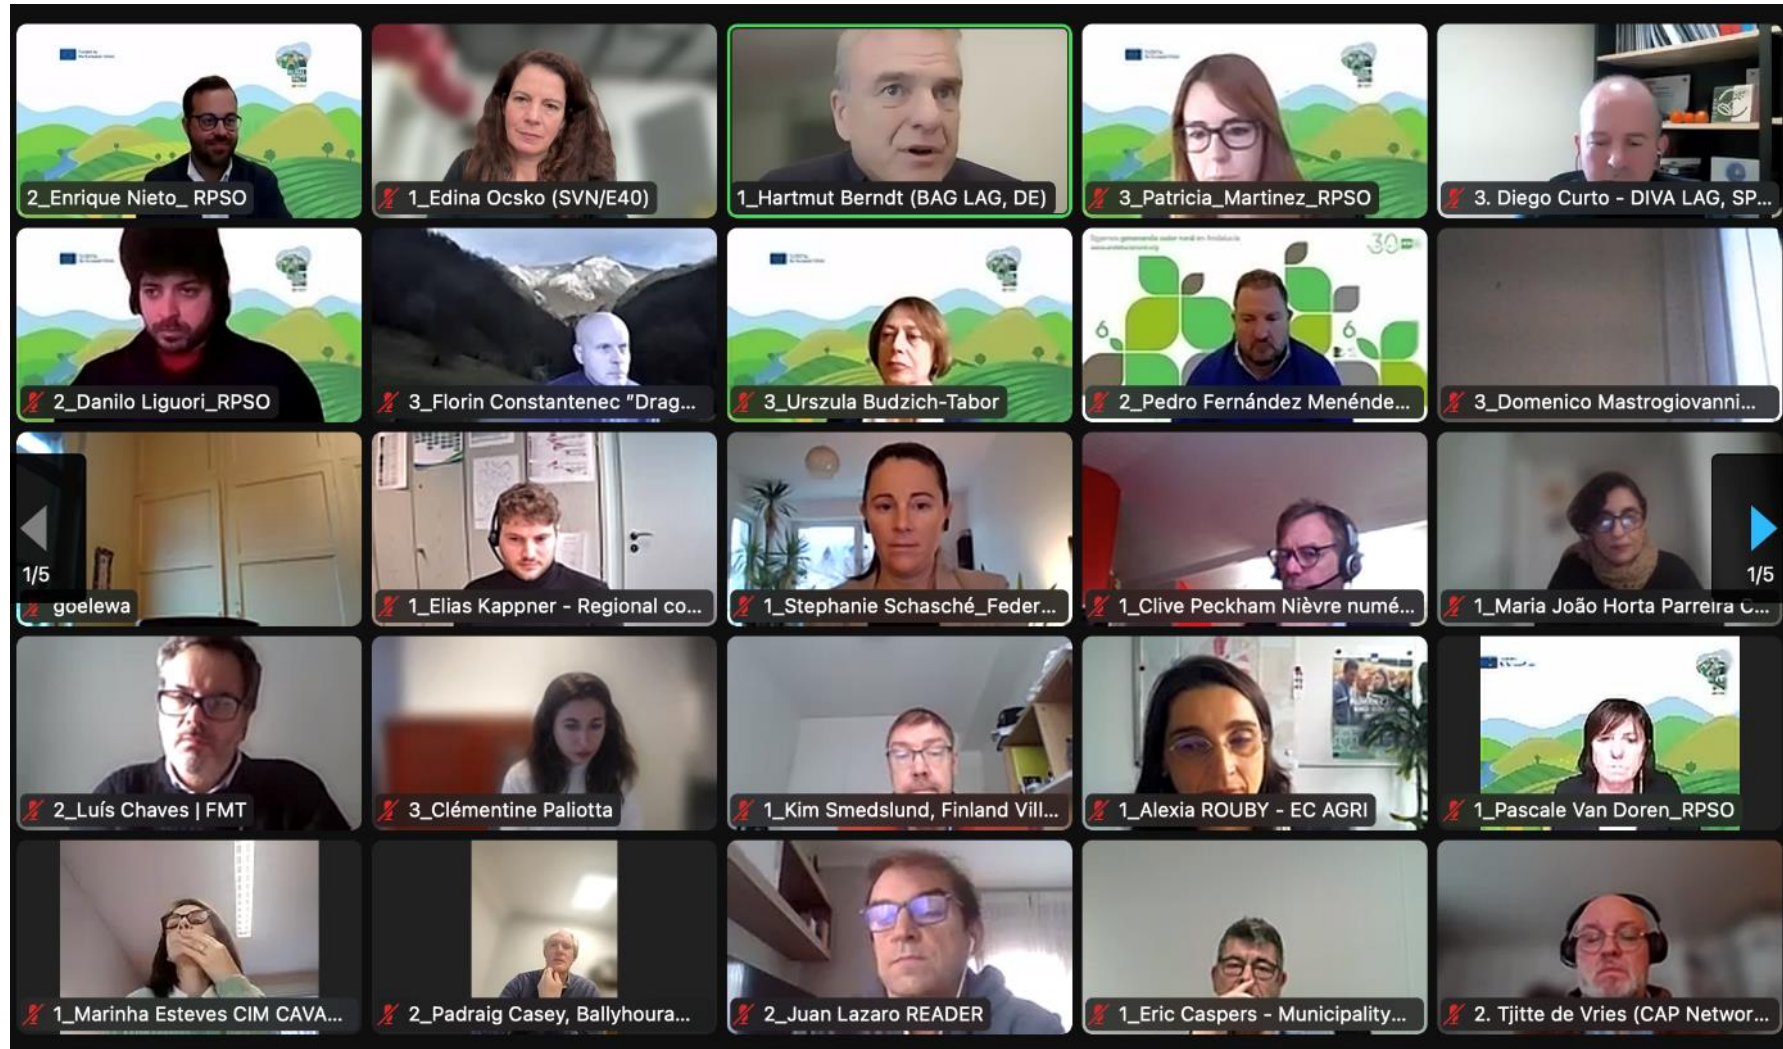 2_Enrique Nieto_ RPSO
1_Edina Ocsko (SVN/E40)
1_Hartmut Berndt (BAG LAG, DE)
3_Patricia_Martinez_RPSO
3. Diego Curto - DIVA LAG, SP...
2_Danilo Liguori_RPSO
3_Florin Constantenec "Drag...
3_Urszula Budzich-Tabor
30
2_Pedro Fernández Menénde...
3_Domenico Mastrogiovanni...
1/5
goelewa
1_Elias Kappner - Regional co...
1_Stephanie Schasché_Feder...
1_Clive Peckham Nièvre numé...
1/5
1_Maria João Horta Parreira C...
2_Luís Chaves | FMT
3_Clémentine Paliotta
1_Kim Smedslund, Finland Vill...
1_Alexia ROUBY - EC AGRI
1_Pascale Van Doren_RPSO
1_Marinha Esteves CIM CAVA...
2_Padraig Casey, Ballyhoura...
2_Juan Lazaro READER
1_Eric Caspers - Municipality...
2. Tjitte de Vries (CAP Networ...